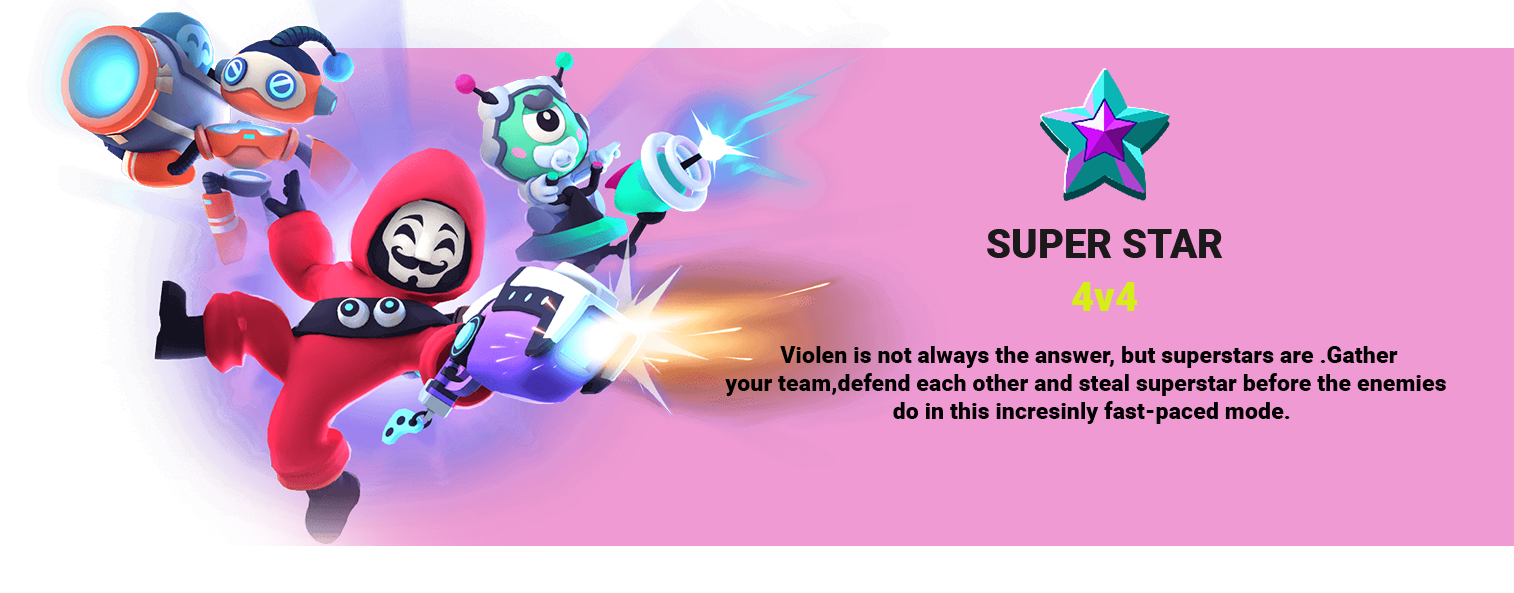 SUPER STAR
4v4
Violen is not always the answer, but superstars are .Gather
your team,defend each other and steal superstar before the enemies
do in this incresinly fast-paced mode.